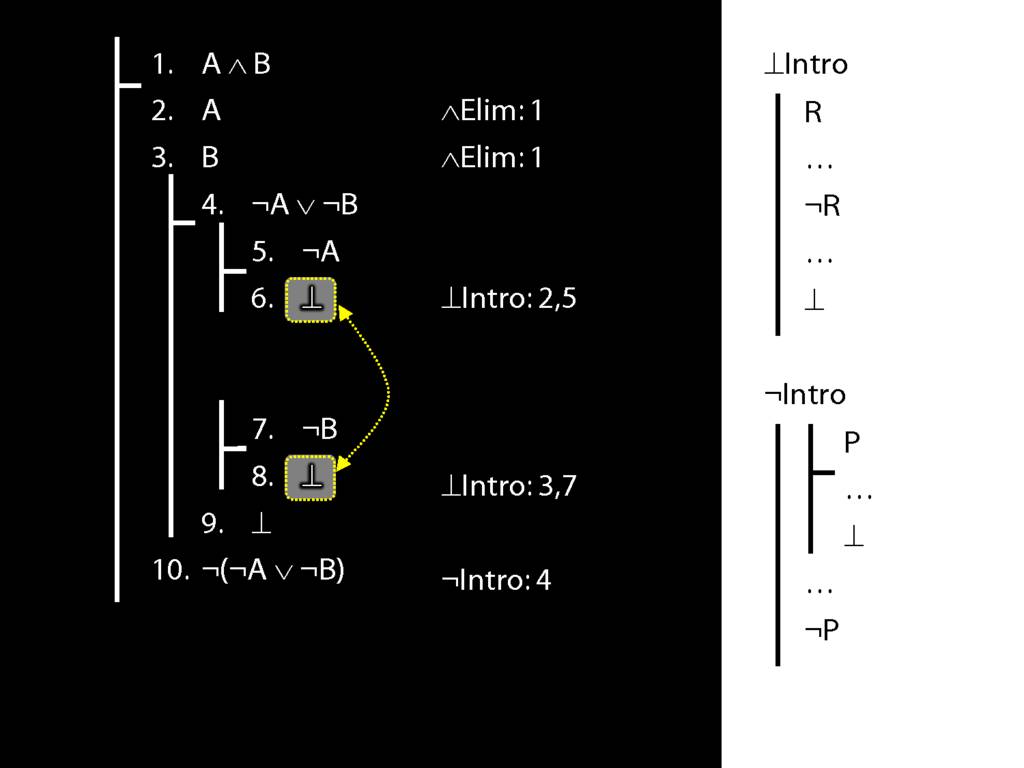 1. A ∧ B
2. A ∧Elim: 1
3. B ∧Elim: 1
4. ¬A ∨ ¬B
5. ¬A
6. ⊥ ⊥Intro: 2,5
7. ¬B
8. ⊥ ⊥Intro: 3,7
9. ⊥
10. ¬(¬A ∨ ¬B) ¬Intro: 4
⊥Intro
R
…
¬R
…
⊥
¬Intro
P
…
⊥
…
¬P